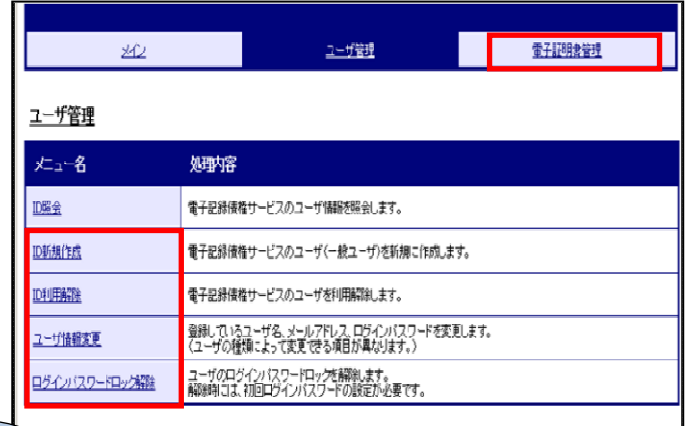 メイン
ユーザ管理
電子証明書管理
ユーザ管理
メニュー名
処理内容
ID照会
電子記録債権サービスのユーザ情報を照会します。
ID新規作成
電子記録債権サービスのユーザ(一般ユーザ)を新規に作成します。
ID利用解除
電子記録債権サービスのユーザを利用解除します。
ユーザ情報変更
登録しているユーザ名、メールアドレス、ログインパスワードを変更します。
(ユーザの種類によって変更できる項目が異なります。)
ログインパスワードロック解除
ユーザのログインパスワードロックを解除します。
解除時には、初回ログインパスワードの設定が必要です。